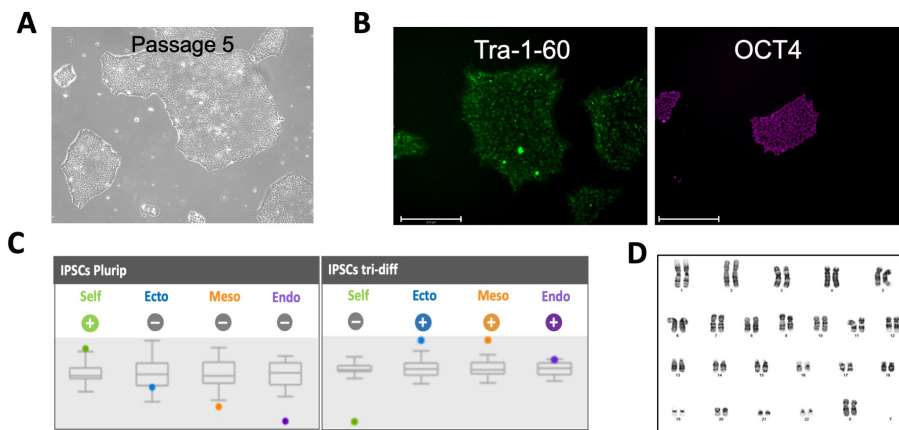 A
Passage 5
B
Tra-1-60
OCT4
C
IPSCs Plurip
IPSCs tri-diff
Self Ecto Meso Endo
Self Ecto Meso Endo
+ − − −
− + + +
D
1 2 3 4 5
6 7 8 9 10 11 12
13 14 15 16 17 18
19 20 21 22 X Y